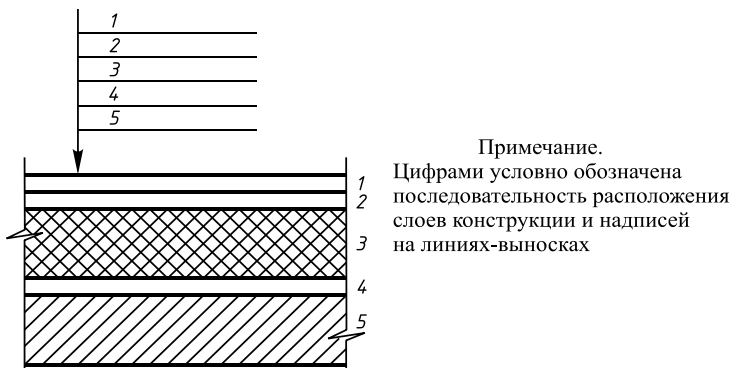 1
2
3
4
5
1
2
3
4
5
Примечание.
Цифрами условно обозначена
последовательность расположения
слоев конструкции и надписей
на линиях-выносках